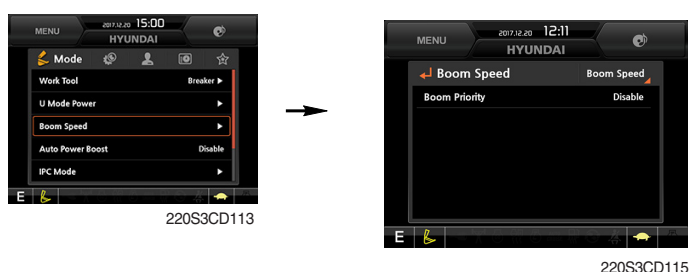 MENU
2017.12.20 15:00
HYUNDAI
Mode
Work Tool Breaker ▶
U Mode Power ▶
Boom Speed ▶
Auto Power Boost Disable
IPC Mode ▶
E
220S3CD113
MENU
2017.12.20 12:11
HYUNDAI
Boom Speed Boom Speed
Boom Priority Disable
E
220S3CD115